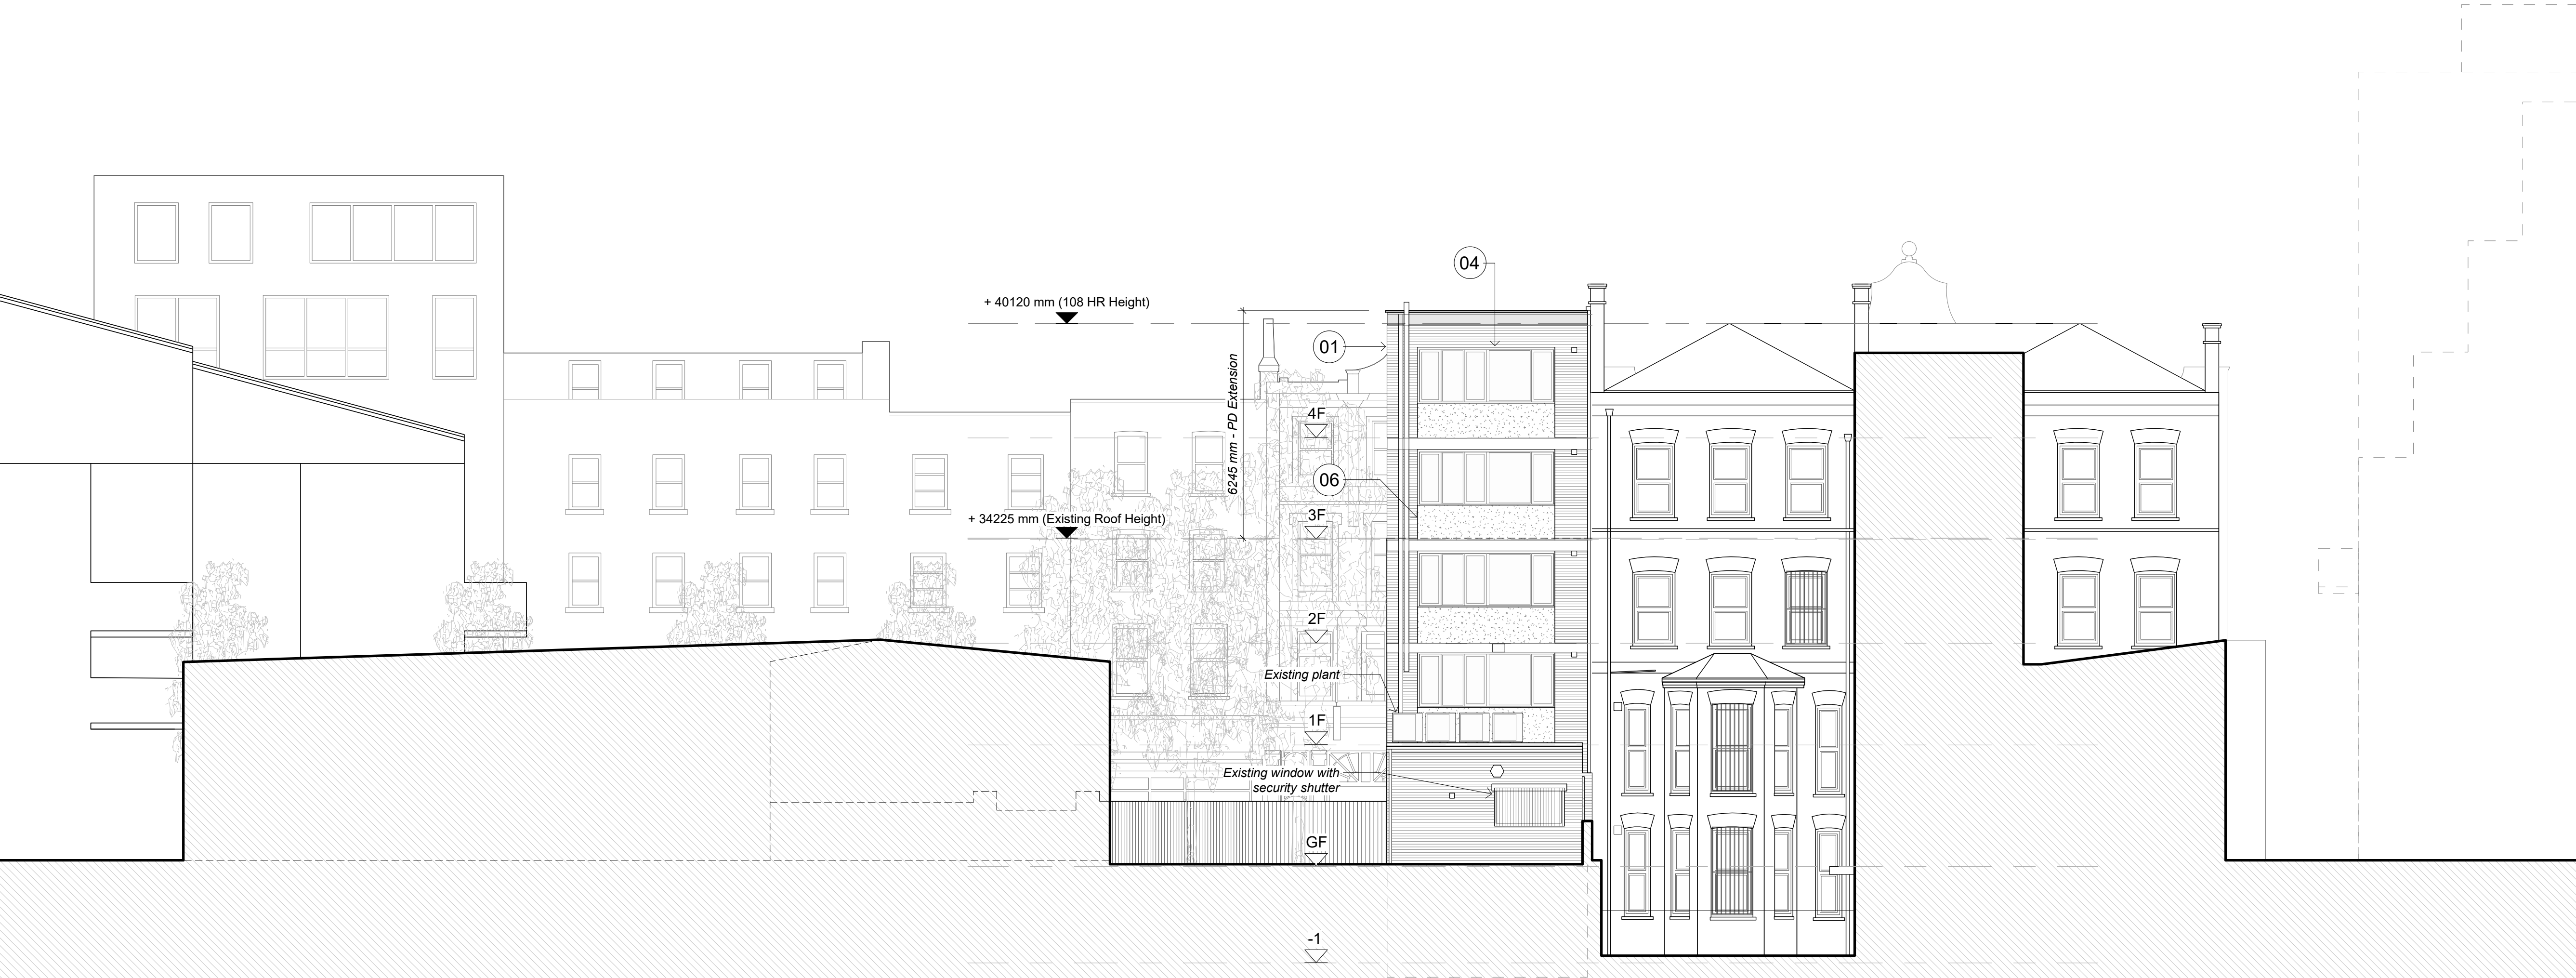 04
+ 40120 mm (108 HR Height)
01
6245 mm - PD Extension
4F
06
3F
+ 34225 mm (Existing Roof Height)
2F
Existing plant
1F
Existing window with
security shutter
GF
-1